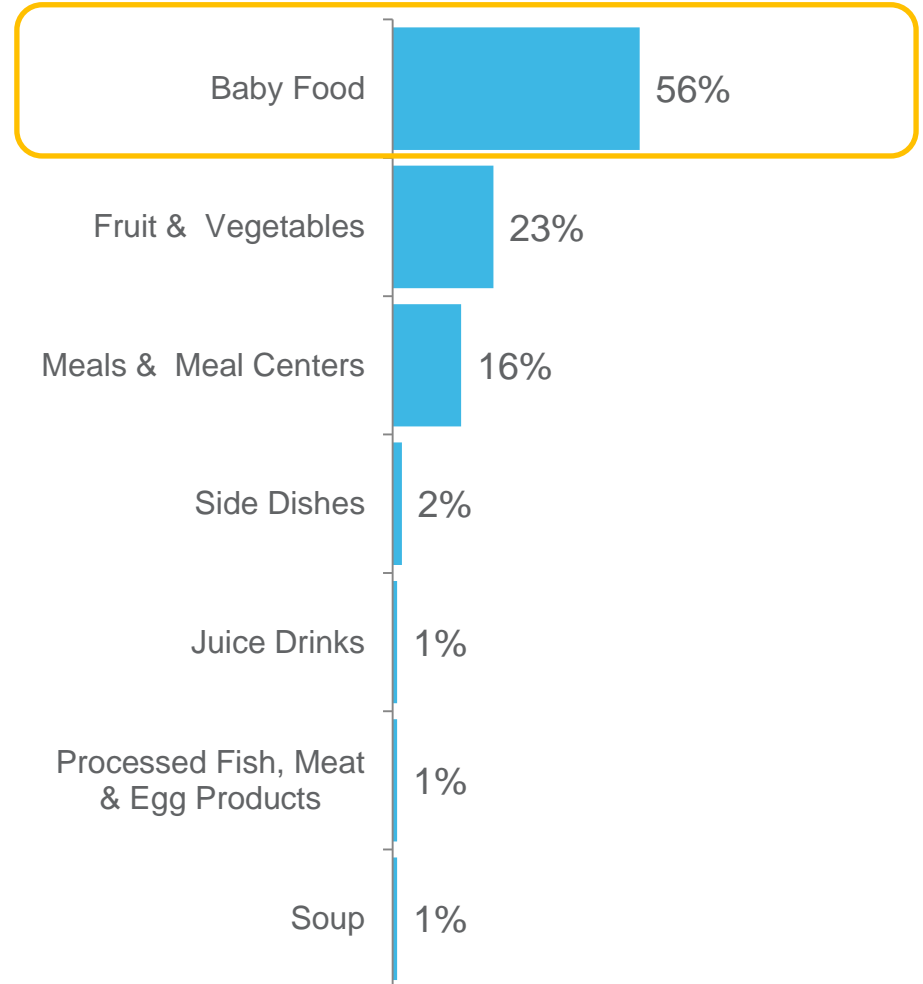 Baby Food 56%
Fruit & Vegetables 23%
Meals & Meal Centers 16%
Side Dishes 2%
Juice Drinks 1%
Processed Fish, Meat
& Egg Products 1%
Soup 1%